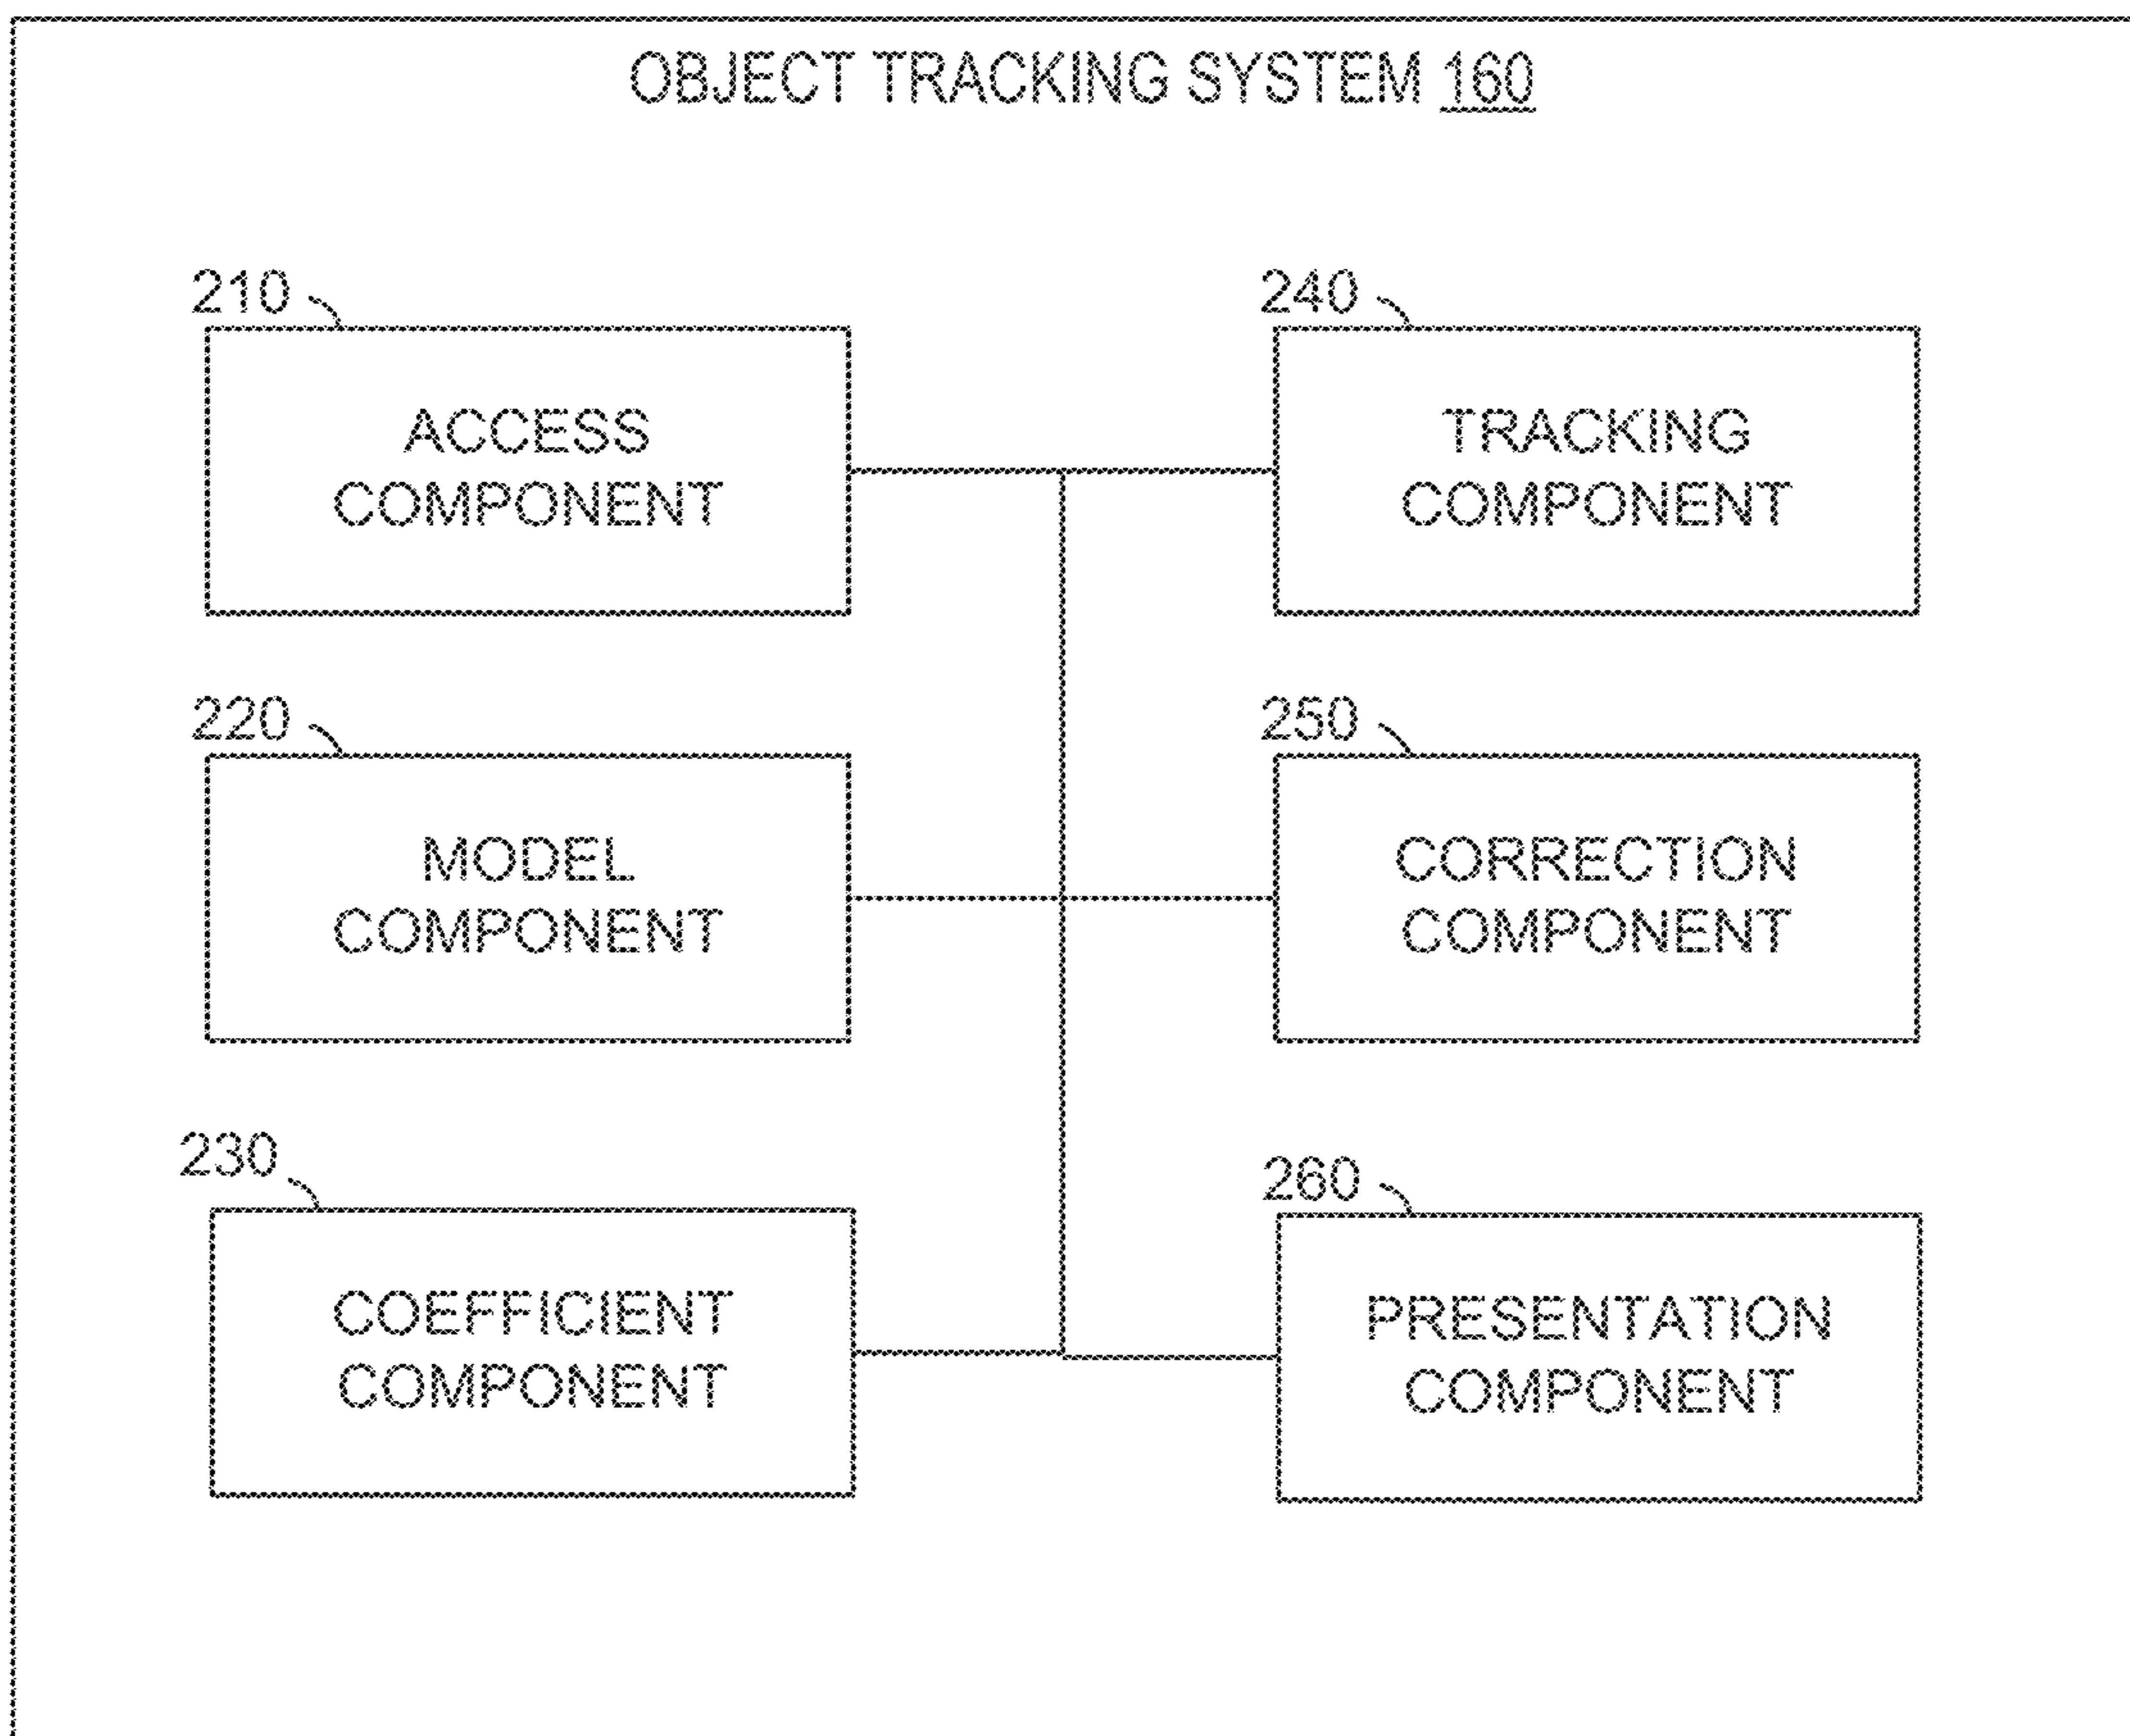 OBJECT TRACKING SYSTEM 160
210
ACCESS
COMPONENT
240
TRACKING
COMPONENT
220
MODEL
COMPONENT
250
CORRECTION
COMPONENT
230
COEFFICIENT
COMPONENT
260
PRESENTATION
COMPONENT